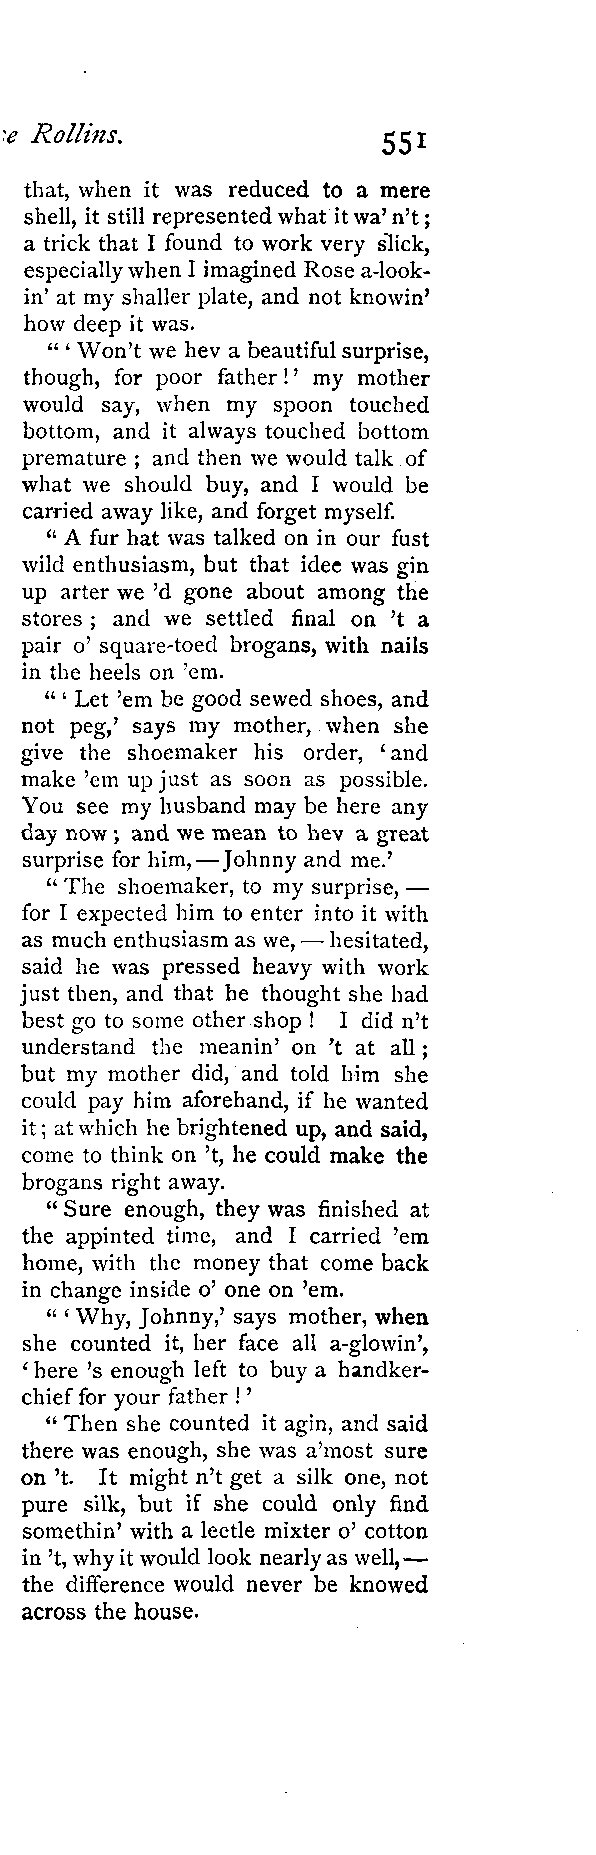 :e Rollins. 551
that, when it was reduced to a mere
shell, it still represented what it wa' n't ;
a trick that I found to work very slick,
especially when I imagined Rose a-look-
in' at my shaller plate, and not knowin'
how deep it was.
" ' Won't we hev a beautiful surprise,
though, for poor father!' my mother
would say, when my spoon touched
bottom, and it always touched bottom
premature ; and then we would talk of
what we should buy, and I would be
carried away like, and forget myself.
" A fur hat was talked on in our fust
wild enthusiasm, but that idee was gin
up arter we 'd gone about among the
stores ; and we settled final on 't a
pair o' square-toed brogans, with nails
in the heels on 'em.
" ' Let 'em be good sewed shoes, and
not peg,' says my mother, when she
give the shoemaker his order, 'and
make 'em up just as soon as possible.
You see my husband may be here any
day now ; and we mean to hev a great
surprise for him,—Johnny and me.'
" The shoemaker, to my surprise, —
for I expected him to enter into it with
as much enthusiasm as we, — hesitated,
said he was pressed heavy with work
just then, and that he thought she had
best go to some other shop ! I did n't
understand the meanin' on 't at all ;
but my mother did, and told him she
could pay him aforehand, if he wanted
it ; at which he brightened up, and said,
come to think on 't, he could make the
brogans right away.
" Sure enough, they was finished at
the appinted time, and I carried 'em
home, with the money that come back
in change inside o' one on 'em.
" ' Why, Johnny,' says mother, when
she counted it, her face all a-glowin',
'here 's enough left to buy a handker-
chief for your father ! '
" Then she counted it agin, and said
there was enough, she was a'most sure
on 't. It might n't get a silk one, not
pure silk, but if she could only find
somethin' with a leetle mixter o' cotton
in 't, why it would look nearly as well,—
the difference would never be knowed
across the house.